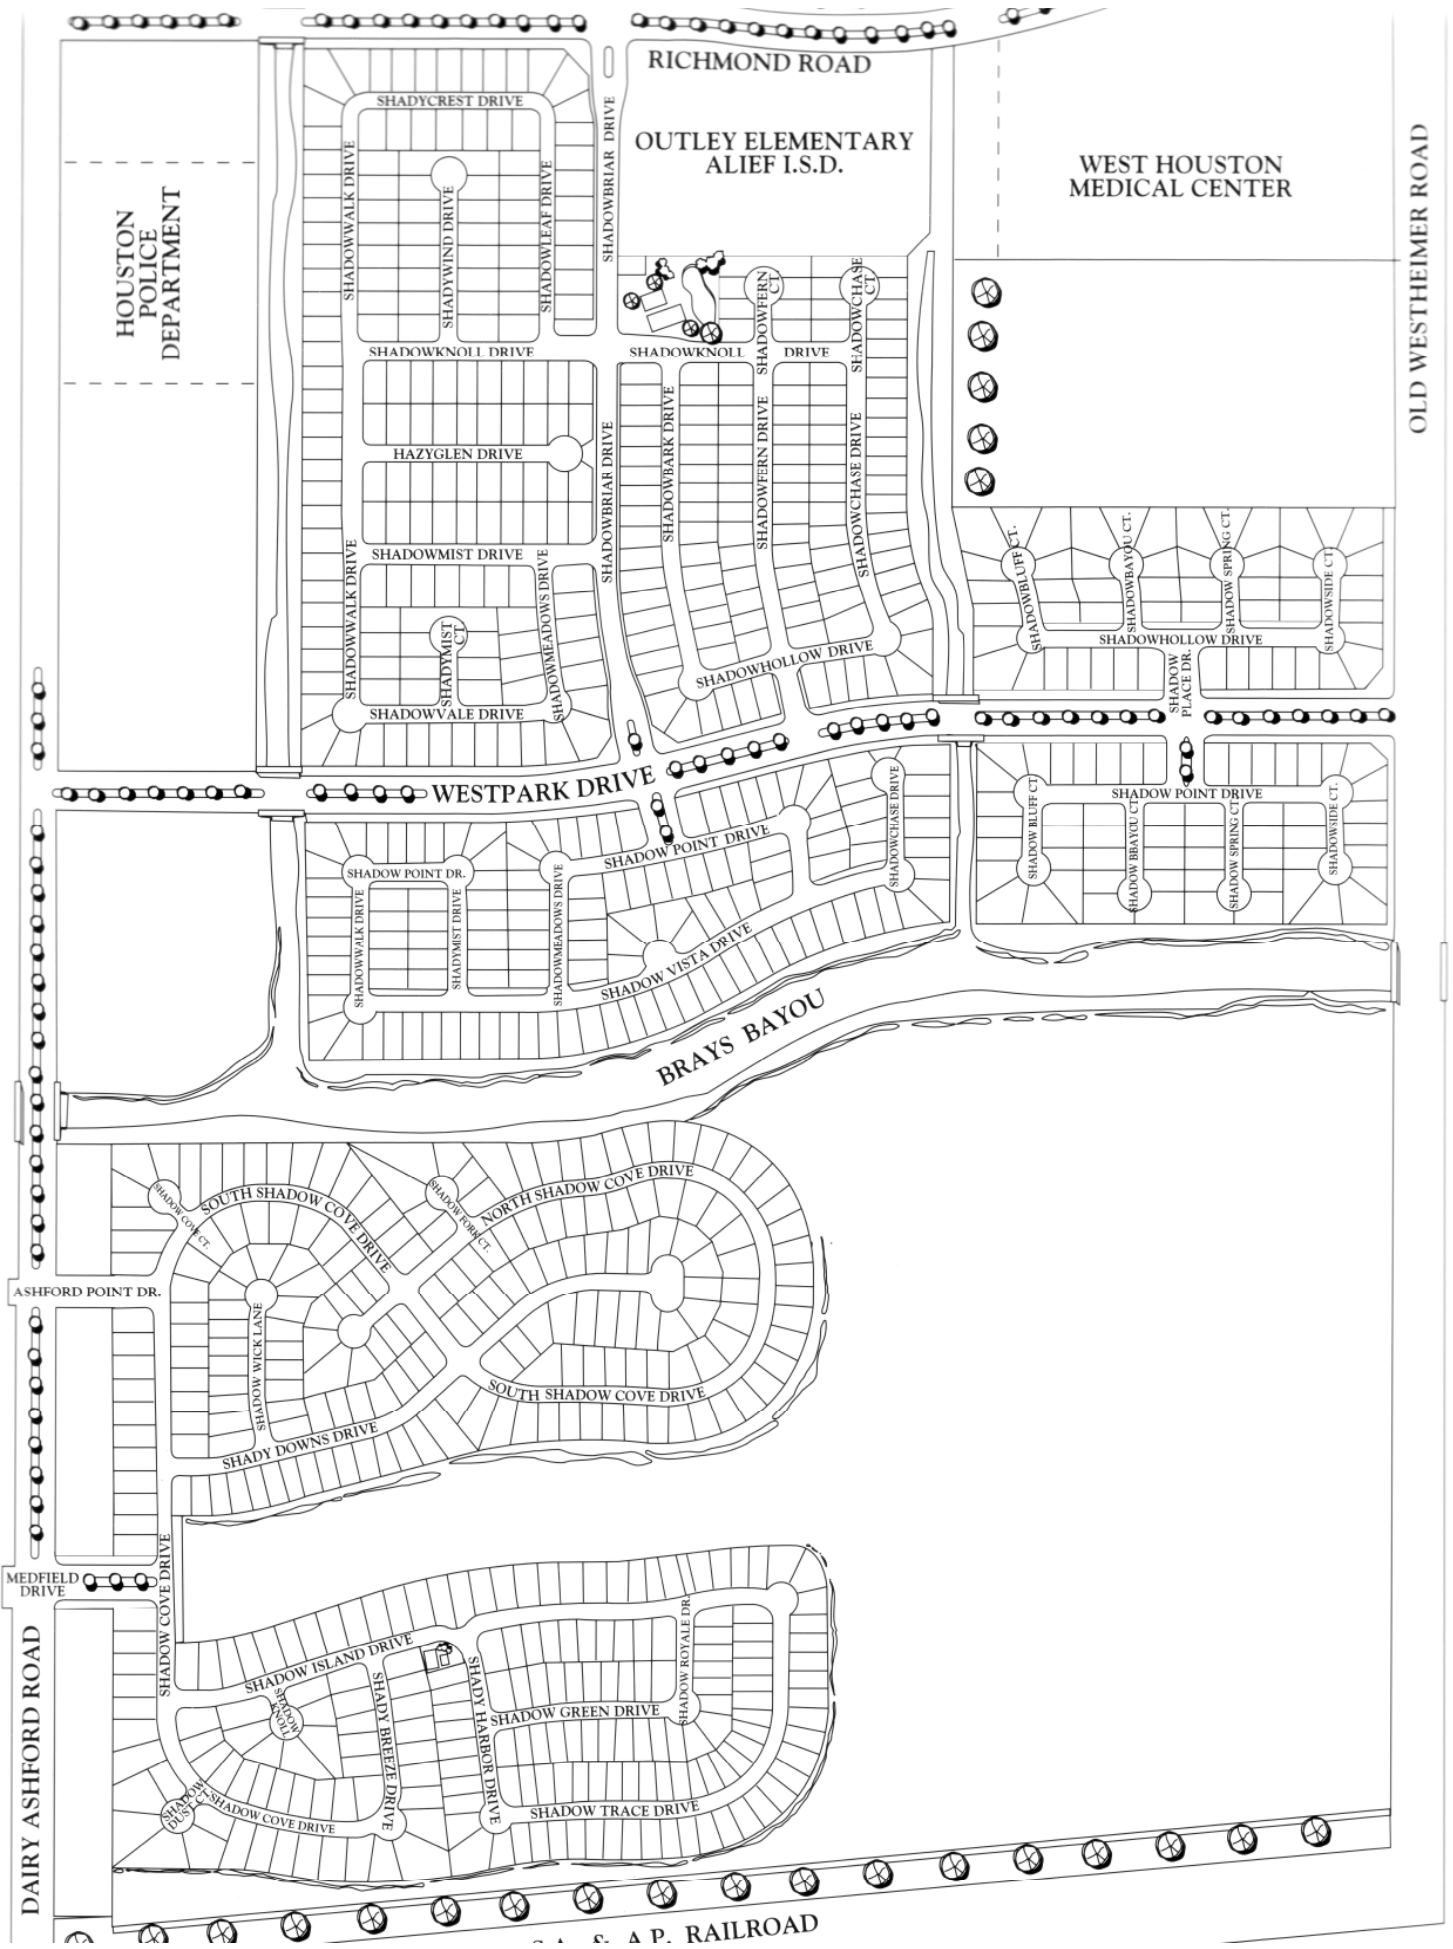 RICHMOND ROAD
SHADYCREST DRIVE
SHADOWBRIAR DRIVE
OUTLEY ELEMENTARY
ALIEF I.S.D.
WEST HOUSTON
MEDICAL CENTER
OLD WESTHEIMER ROAD
HOUSTON
POLICE
DEPARTMENT
SHADOWWALK DRIVE
SHADYWIND DRIVE
SHADOWLEAF DRIVE
SHADOWFERN
CT.
SHADOWCHASE
CT.
SHADOWKNOLL DRIVE
SHADOWKNOLL DRIVE
HAZYGLEN DRIVE
SHADOWBRIAR DRIVE
SHADOWBARK DRIVE
SHADOWFERN DRIVE
SHADOWCHASE DRIVE
SHADOWMIST DRIVE
SHADOWWALK DRIVE
SHADYMIST
CT
SHADOWMEADOWS DRIVE
SHADOWVALE DRIVE
SHADOWHOLLOW DRIVE
SHADOWBLUFF CT.
SHADOWBAYOU CT.
SHADOW SPRING CT.
SHADOWSIDE CT.
SHADOWHOLLOW DRIVE
SHADOW
PLACE DR.
WESTPARK DRIVE
SHADOW POINT DRIVE
SHADOWCHASE DRIVE
SHADOW POINT DRIVE
SHADOW BLUFF CT
SHADOW BBAYOU CT
SHADOW SPRING CT
SHADOWSIDE CT.
SHADOW POINT DR.
SHADOWWALK DRIVE
SHADYMIST DRIVE
SHADOWMEADOWS DRIVE
SHADOW VISTA DRIVE
BRAYS BAYOU
SHADOW COVE CT.
SOUTH SHADOW COVE DRIVE
SHADOW FORK CT.
NORTH SHADOW COVE DRIVE
ASHFORD POINT DR.
SHADOW WICK LANE
SOUTH SHADOW COVE DRIVE
SHADY DOWNS DRIVE
MEDFIELD
DRIVE
SHADOW COVE DRIVE
DAIRY ASHFORD ROAD
SHADOW ISLAND DRIVE
SHADOW
KNOLL
SHADY BREEZE DRIVE
SHADY HARBOR DRIVE
SHADOW ROYALE DR.
SHADOW GREEN DRIVE
SHADOW
DUST CT.
SHADOW COVE DRIVE
SHADOW TRACE DRIVE
S.A. & A.P. RAILROAD